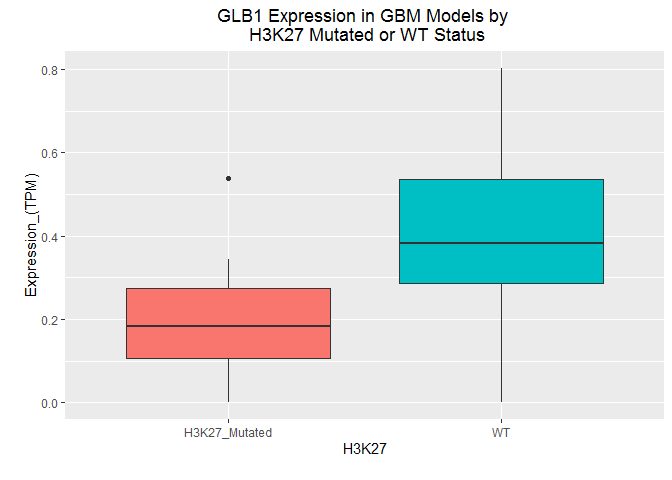 GLB1 Expression in GBM Models by
H3K27 Mutated or WT Status
Expression_(TPM)
0.8
0.6
0.4
0.2
0.0
H3K27_Mutated
WT
H3K27